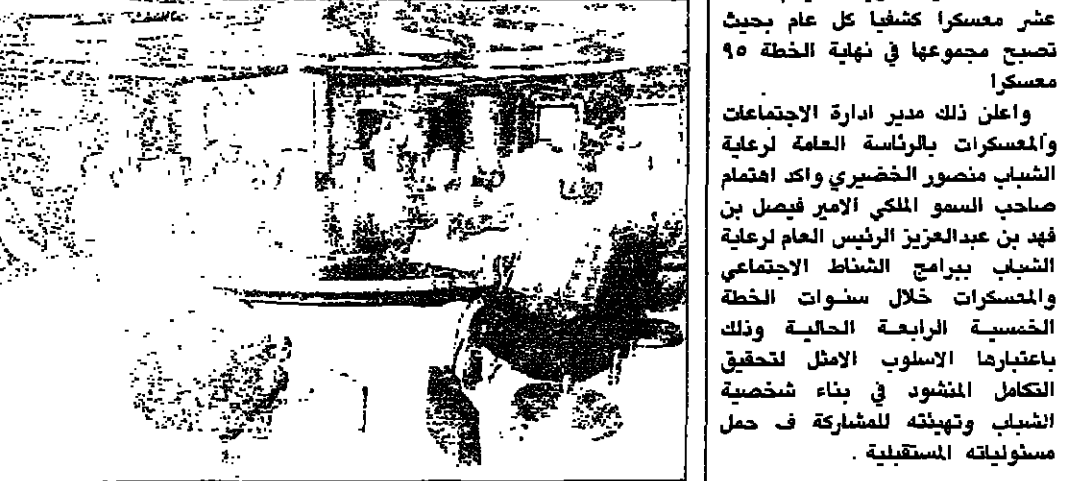 عشر معسكرا كشفيا كل عام بحيث
تصبح مجموعها في نهاية الخطة ٩٥
معسكرا
واعلن ذلك مدير ادارة الاجتماعات
والمعسكرات بالرئاسة العامة لرعاية
الشباب منصور الخضيري واكد اهتمام
صاحب السمو الملكي الامير فيصل بن
فهد بن عبدالعزيز الرئيس العام لرعاية
الشباب ببرامج الشناط الاجتماعي
والمعسكرات خلال سنوات الخطة
الخمسية الرابعة الحالية وذلك
باعتبارها الاسلوب الامثل لتحقيق
التكامل المنشود في بناء شخصية
الشباب وتهيئته للمشاركة ف حمل
مسئولياته المستقبلية .